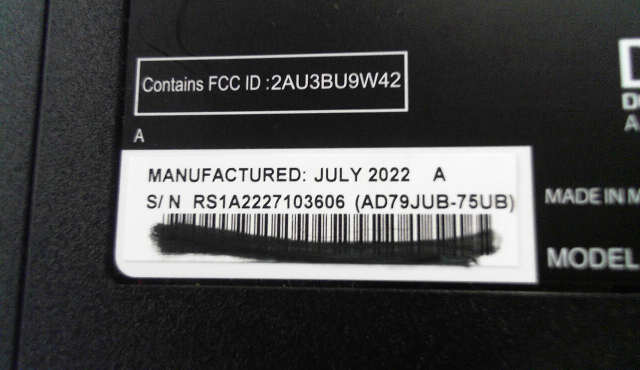 Contains FCC ID :2AU3BU9W42
A
MANUFACTURED: JULY 2022 A
S/N RS1A2227103606 (AD79JUB-75UB)
MADE IN
MODEL